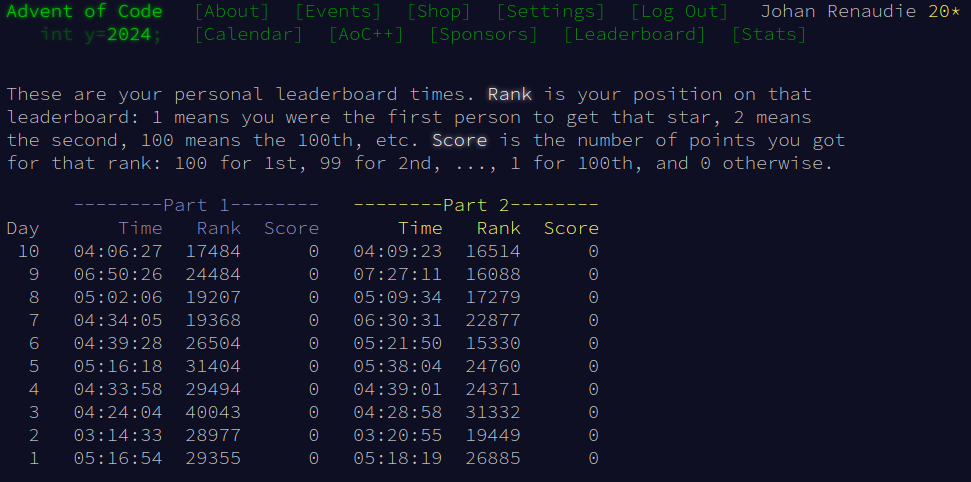 Advent of Code [About] [Events] [Shop] [Settings] [Log Out] Johan Renaudie 20*
int y=2024; [Calendar] [AoC++] [Sponsors] [Leaderboard] [Stats]
These are your personal leaderboard times. Rank is your position on that
leaderboard: 1 means you were the first person to get that star, 2 means
the second, 100 means the 100th, etc. Score is the number of points you got
for that rank: 100 for 1st, 99 for 2nd, ..., 1 for 100th, and 0 otherwise.
--------Part 1-------- --------Part 2--------
Day Time Rank Score Time Rank Score
10 04:06:27 17484 0 04:09:23 16514 0
9 06:50:26 24484 0 07:27:11 16088 0
8 05:02:06 19207 0 05:09:34 17279 0
7 04:34:05 19368 0 06:30:31 22877 0
6 04:39:28 26504 0 05:21:50 15330 0
5 05:16:18 31404 0 05:38:04 24760 0
4 04:33:58 29494 0 04:39:01 24371 0
3 04:24:04 40043 0 04:28:58 31332 0
2 03:14:33 28977 0 03:20:55 19449 0
1 05:16:54 29355 0 05:18:19 26885 0